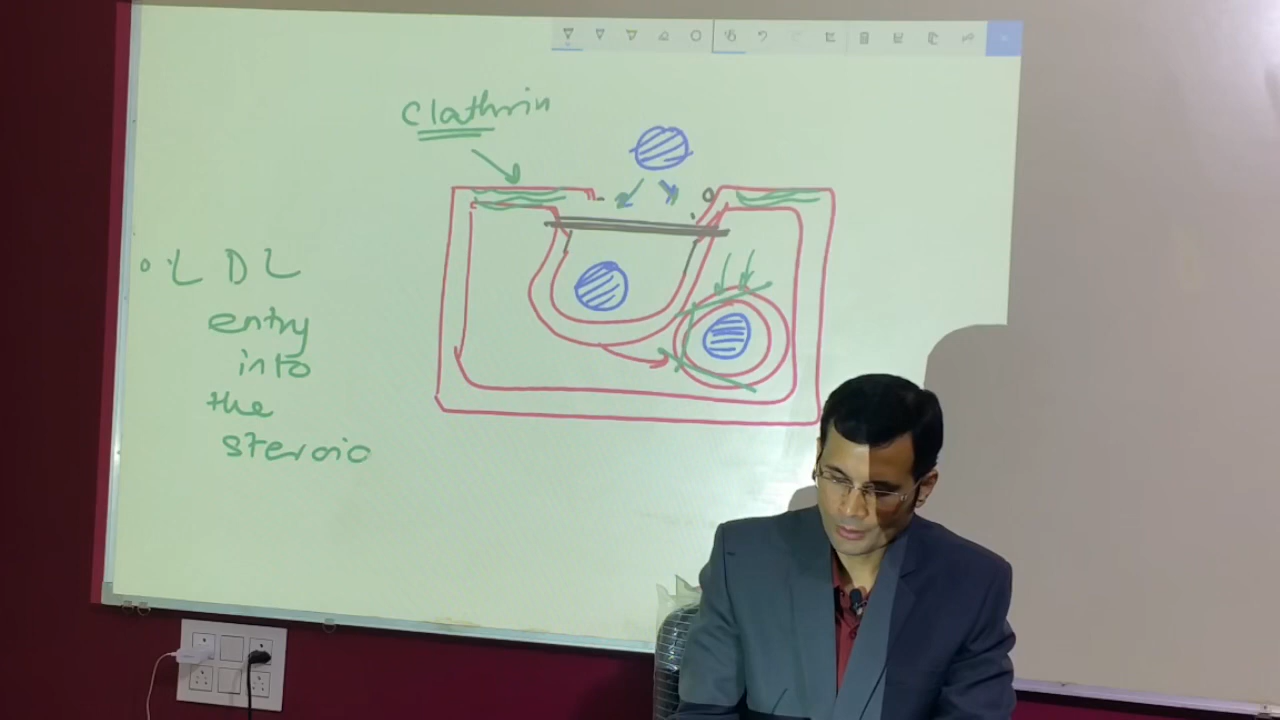 Clathrin
LDL
entry
into
the
steroid